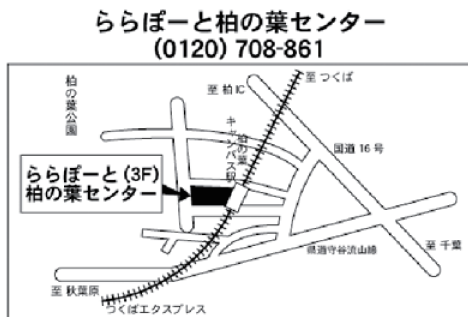 ららぽーと柏の葉センター
(0120) 708-861
至つくば
至 柏IC
柏の葉公園
国道 16 号
柏の葉
キャンパス駅
ららぽーと (3F)
柏の葉センター
県道守谷流山線
至 千葉
至 秋葉原
つくばエクスプレス